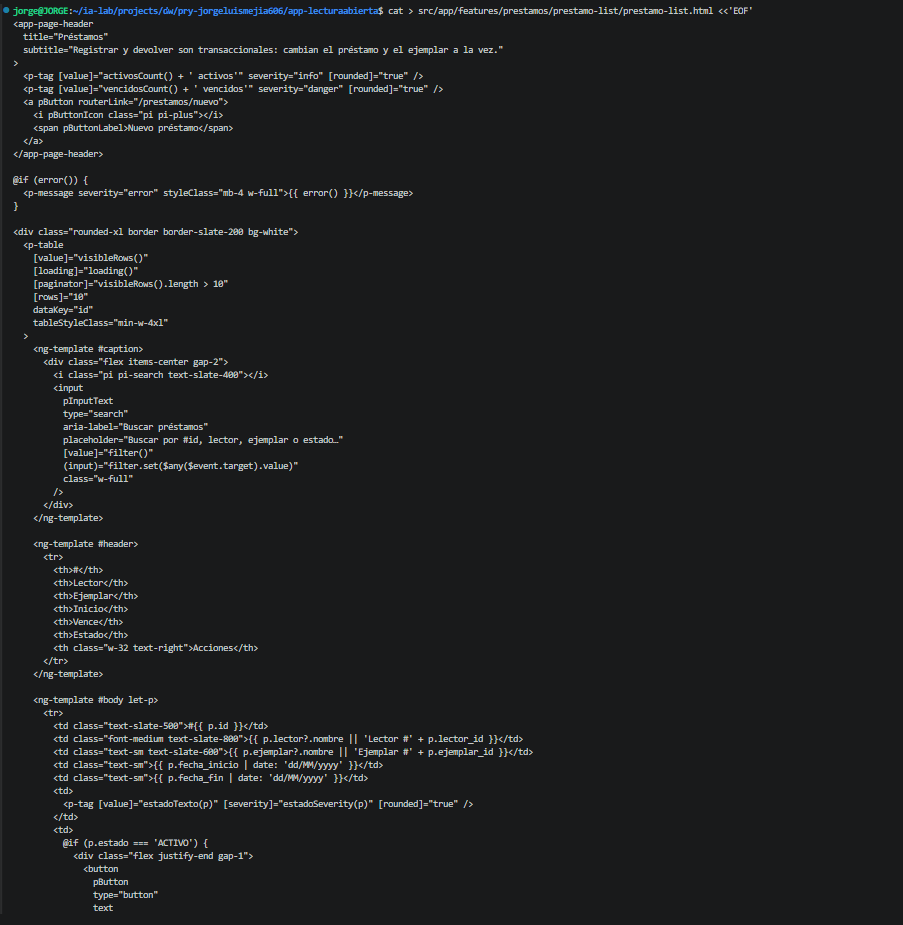 jorge@JORGE:~/ia-lab/projects/dw/pry-jorgeluismejia606/app-lecturaabierta$ cat > src/app/features/prestamos/prestamo-list/prestamo-list.html <<'EOF'
<app-page-header
  title="Préstamos"
  subtitle="Registrar y devolver son transaccionales: cambian el préstamo y el ejemplar a la vez."
>
  <p-tag [value]="activosCount() + ' activos'" severity="info" [rounded]="true" />
  <p-tag [value]="vencidosCount() + ' vencidos'" severity="danger" [rounded]="true" />
  <a pButton routerLink="/prestamos/nuevo">
    <i pButtonIcon class="pi pi-plus"></i>
    <span pButtonLabel>Nuevo préstamo</span>
  </a>
</app-page-header>

@if (error()) {
  <p-message severity="error" styleClass="mb-4 w-full">{{ error() }}</p-message>
}

<div class="rounded-xl border border-slate-200 bg-white">
  <p-table
    [value]="visibleRows()"
    [loading]="loading()"
    [paginator]="visibleRows().length > 10"
    [rows]="10"
    dataKey="id"
    tableStyleClass="min-w-4xl"
  >
    <ng-template #caption>
      <div class="flex items-center gap-2">
        <i class="pi pi-search text-slate-400"></i>
        <input
          pInputText
          type="search"
          aria-label="Buscar préstamos"
          placeholder="Buscar por #id, lector, ejemplar o estado…"
          [value]="filter()"
          (input)="filter.set($any($event.target).value)"
          class="w-full"
        />
      </div>
    </ng-template>

    <ng-template #header>
      <tr>
        <th>#</th>
        <th>Lector</th>
        <th>Ejemplar</th>
        <th>Inicio</th>
        <th>Vence</th>
        <th>Estado</th>
        <th class="w-32 text-right">Acciones</th>
      </tr>
    </ng-template>

    <ng-template #body let-p>
      <tr>
        <td class="text-slate-500">#{{ p.id }}</td>
        <td class="font-medium text-slate-800">{{ p.lector?.nombre || 'Lector #' + p.lector_id }}</td>
        <td class="text-sm text-slate-600">{{ p.ejemplar?.nombre || 'Ejemplar #' + p.ejemplar_id }}</td>
        <td class="text-sm">{{ p.fecha_inicio | date: 'dd/MM/yyyy' }}</td>
        <td class="text-sm">{{ p.fecha_fin | date: 'dd/MM/yyyy' }}</td>
        <td>
          <p-tag [value]="estadoTexto(p)" [severity]="estadoSeverity(p)" [rounded]="true" />
        </td>
        <td>
          @if (p.estado === 'ACTIVO') {
            <div class="flex justify-end gap-1">
              <button
                pButton
                type="button"
                text